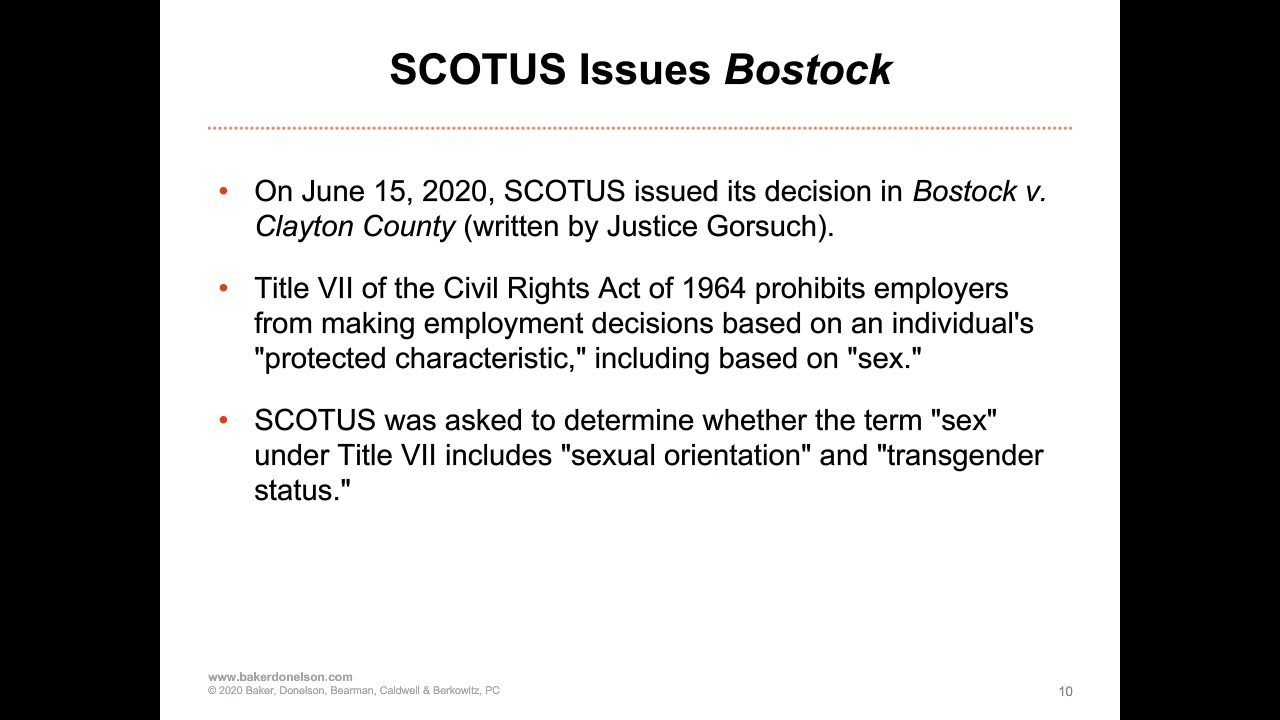 SCOTUS Issues Bostock
• On June 15, 2020, SCOTUS issued its decision in Bostock v.
Clayton County (written by Justice Gorsuch).
• Title VII of the Civil Rights Act of 1964 prohibits employers
from making employment decisions based on an individual's
"protected characteristic," including based on "sex."
• SCOTUS was asked to determine whether the term "sex"
under Title VII includes "sexual orientation" and "transgender
status."
www.bakerdonelson.com
© 2020 Baker, Donelson, Bearman, Caldwell & Berkowitz, PC
10